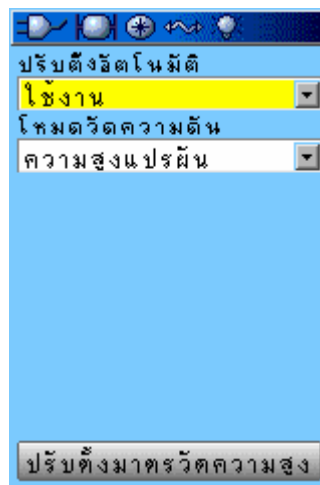 ปรับตั้งอัตโนมัติ
ใช้งาน
โหมดวัดความดัน
ความสูงแปรผัน
ปรับตั้งมาตรวัดความสูง